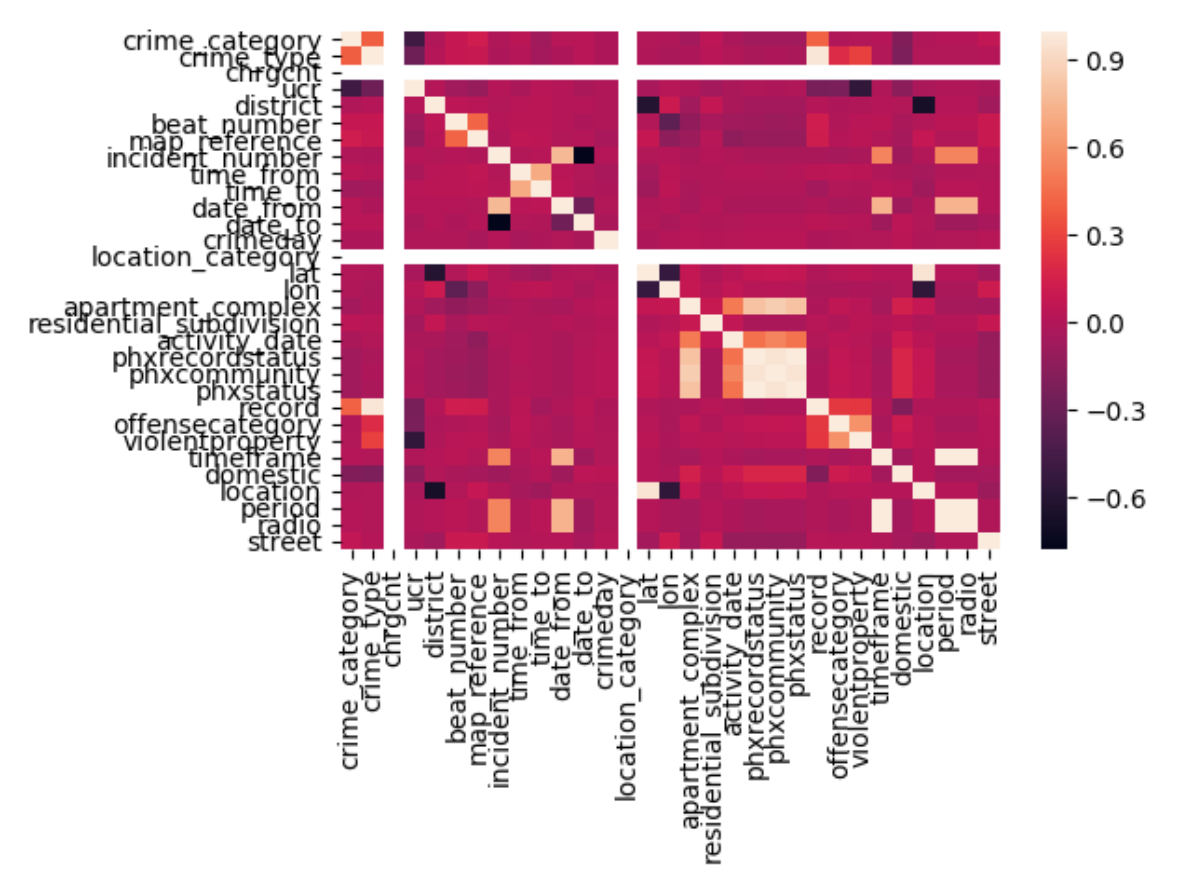 crime_category
crime_type
chrgcnt
ucr
district
beat_number
map_reference
incident_number
time_from
time_to
date_from
date_to
crimeday
location_category
lat
lon
apartment_complex
residential_subdivision
activity_date
phxrecordstatus
phxcommunity
phxstatus
record
offensecategory
violentproperty
timeframe
domestic
location
period
radio
street
crime_category
crime_type
chrgcnt
ucr
district
beat_number
map_reference
incident_number
time_from
time_to
date_from
date_to
crimeday
location_category
lat
lon
apartment_complex
residential_subdivision
activity_date
phxrecordstatus
phxcommunity
phxstatus
record
offensecategory
violentproperty
timeframe
domestic
location
period
radio
street
0.9
0.6
0.3
0.0
−0.3
−0.6